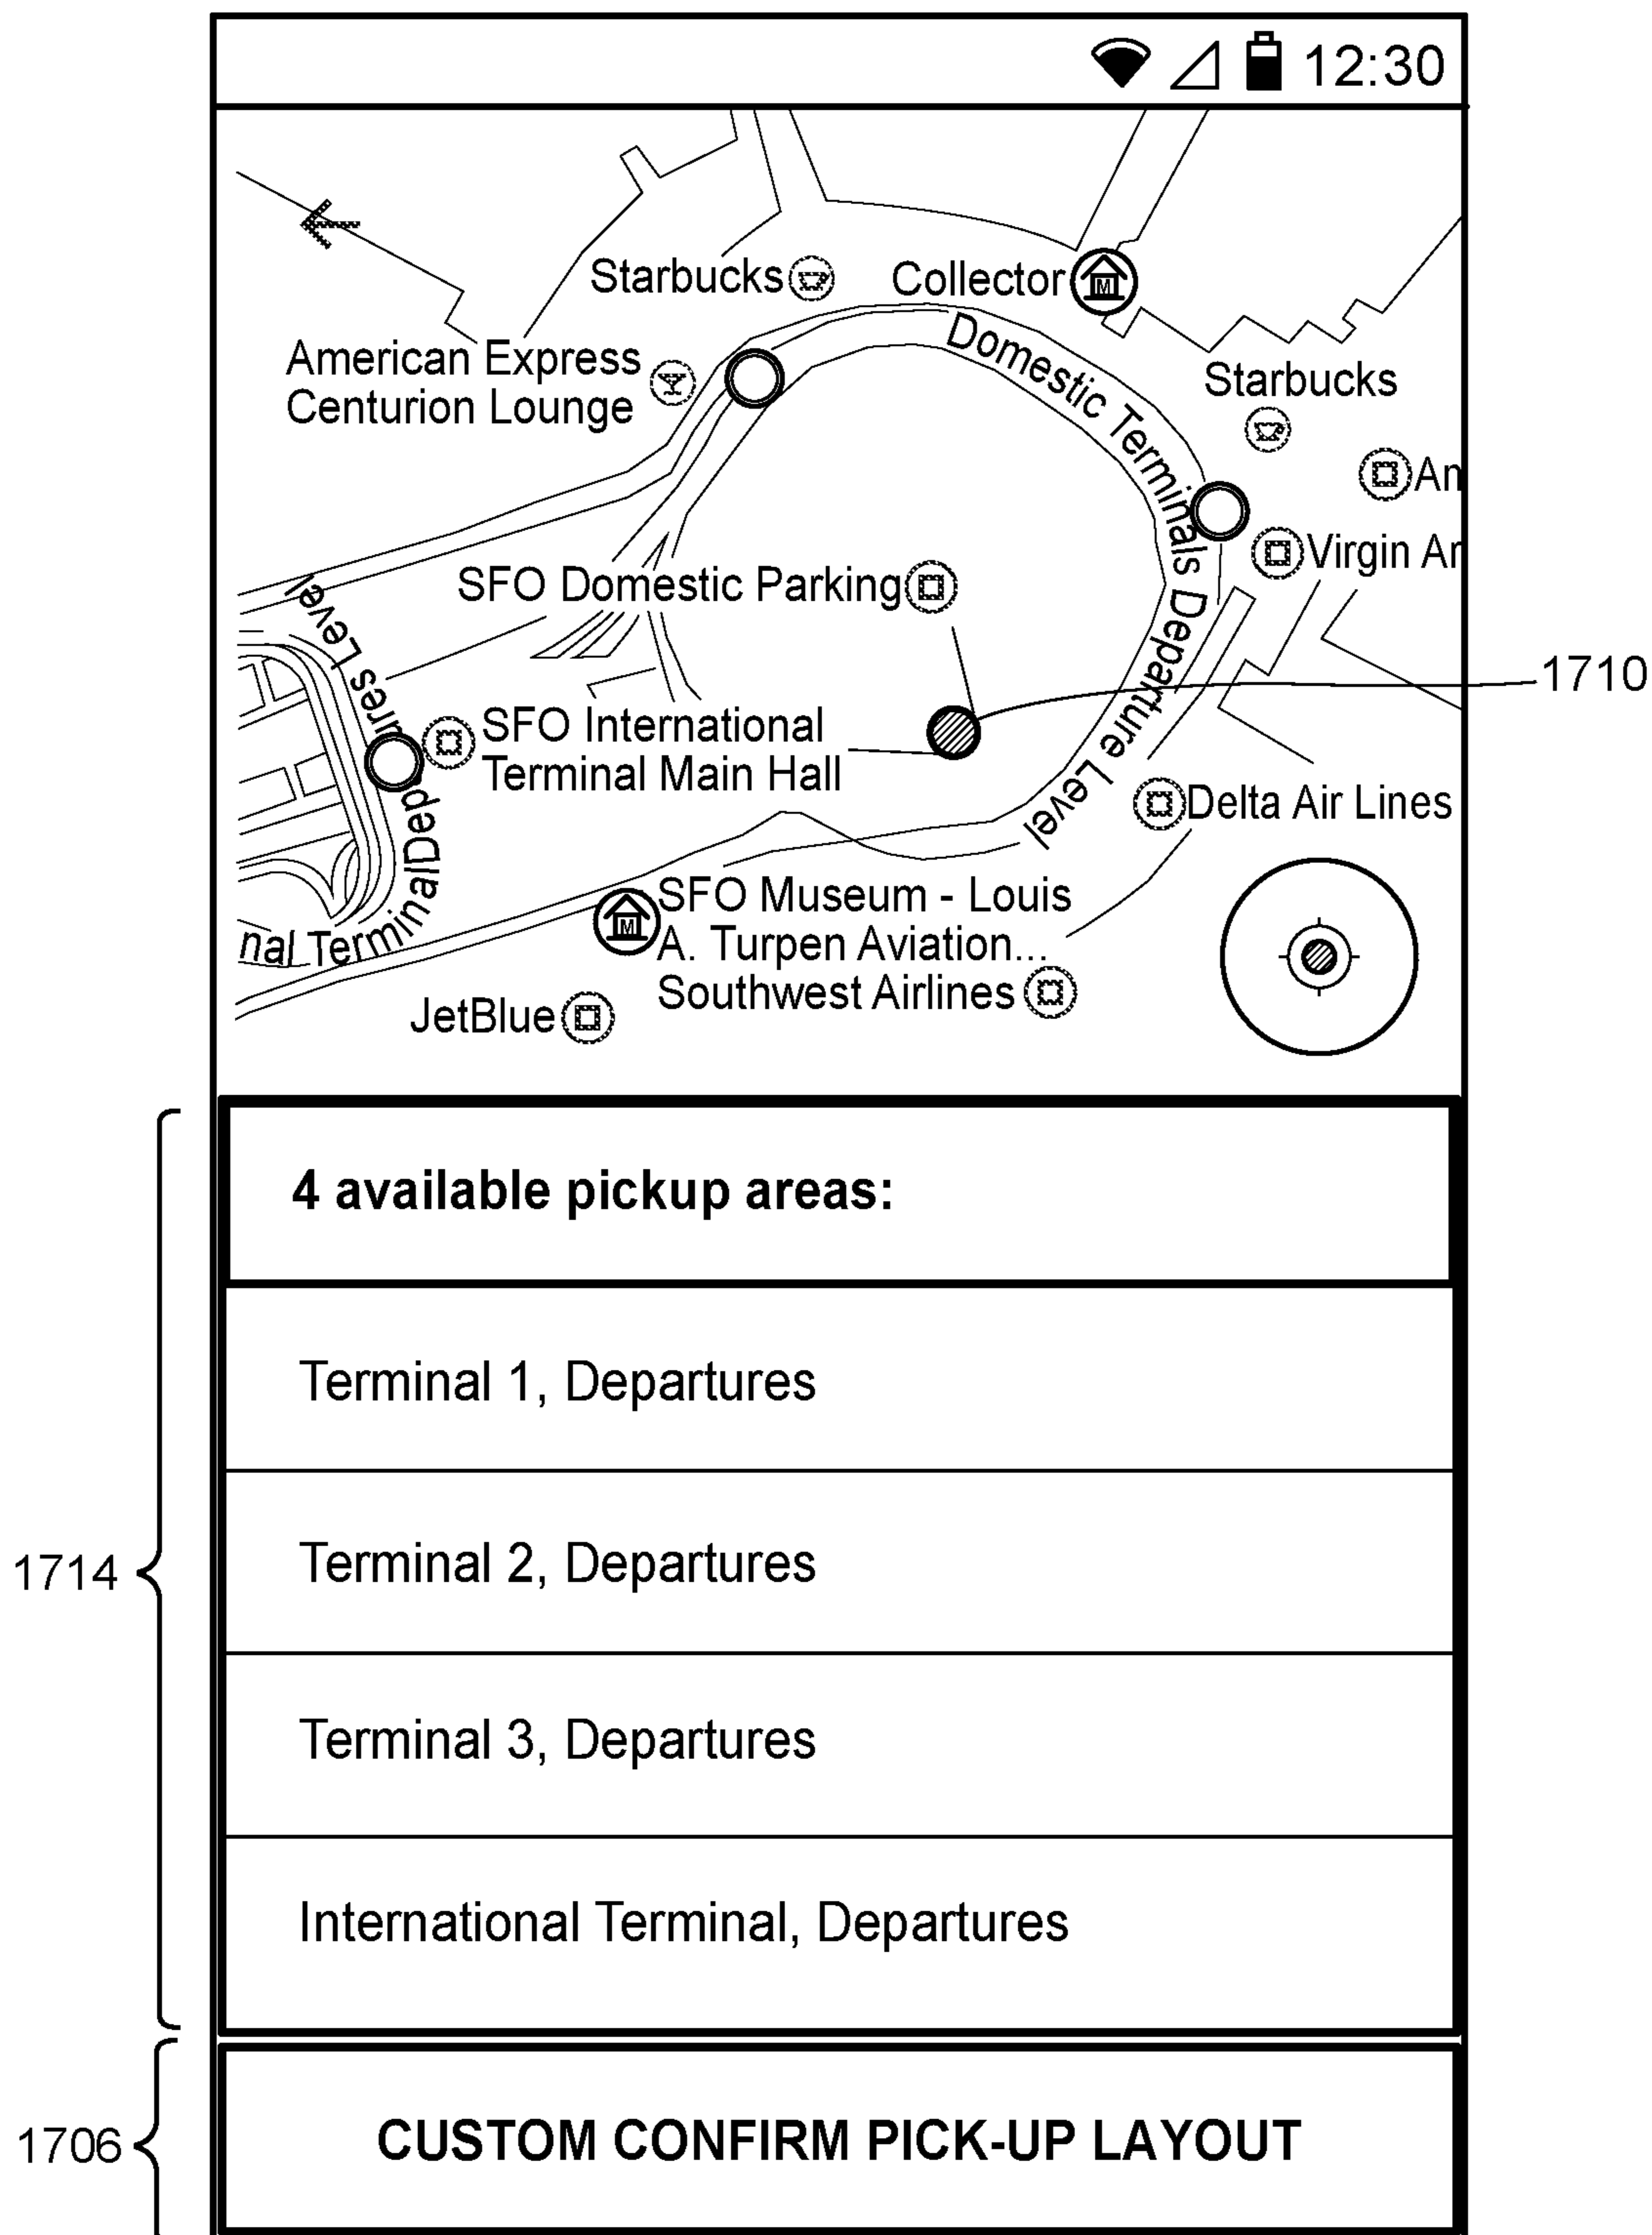 12:30
Starbucks
Collector
American Express
Centurion Lounge
Domestic Terminals Departure Level
Starbucks
An
Virgin Ar
SFO Domestic Parking
1710
SFO International
Terminal Main Hall
Delta Air Lines
nal Terminal Dep ures Level
SFO Museum - Louis
A. Turpen Aviation...
Southwest Airlines
JetBlue
4 available pickup areas:
Terminal 1, Departures
Terminal 2, Departures
1714
Terminal 3, Departures
International Terminal, Departures
1706
CUSTOM CONFIRM PICK-UP LAYOUT